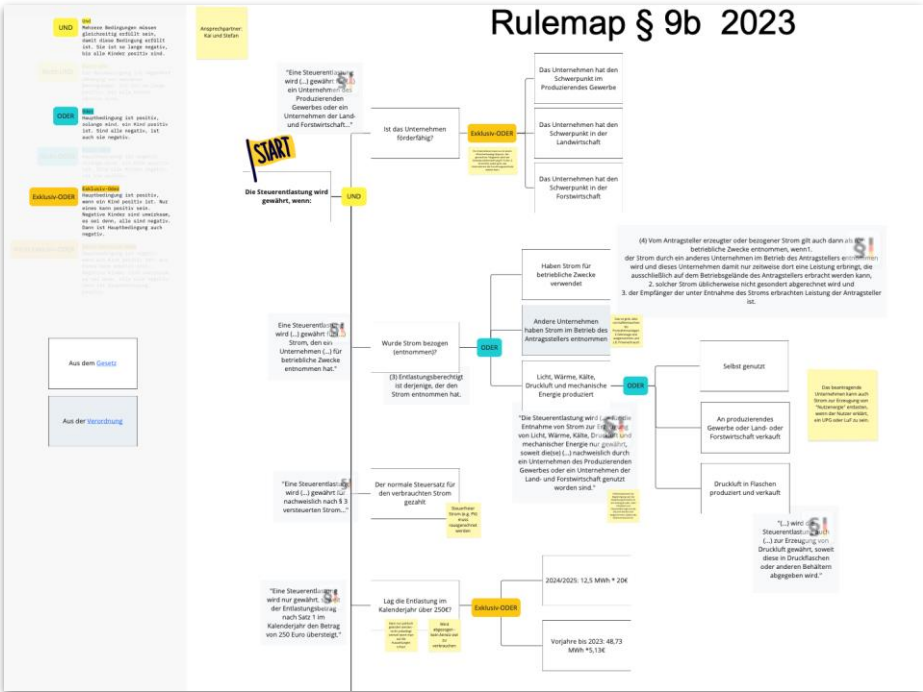 Rulemap § 9b 2023
UND
Und
Mehrere Bedingungen müssen
gleichzeitig erfüllt sein,
damit diese Bedingung erfüllt
ist. Sie ist so lange negativ,
bis alle Kinder positiv sind.
ODER
Oder
Hauptbedingung ist positiv,
solange mind. ein Kind positiv
ist. Sind alle negativ, ist
auch sie negativ.
Exklusiv-ODER
Exklusiv-Oder
Hauptbedingung ist positiv,
wenn ein Kind positiv ist. Nur
eines kann positiv sein.
Negative Kinder sind unwirksam,
es sei denn, alle sind negativ.
Dann ist Hauptbedingung auch
negativ.
Aus dem Gesetz
Aus der Verordnung
Ansprechpartner:
Kai und Stefan
"Eine Steuerentlastung
wird (...) gewährt
ein Unternehmen des
Produzierenden
Gewerbes oder ein
Unternehmen der Land-
und Forstwirtschaft..."
START
Die Steuerentlastung wird
gewährt, wenn:
UND
Ist das Unternehmen
förderfähig?
Exklusiv-ODER
Das Unternehmen hat den
Schwerpunkt im
Produzierendes Gewerbe
Das Unternehmen hat den
Schwerpunkt in der
Landwirtschaft
Das Unternehmen hat den
Schwerpunkt in der
Forstwirtschaft
Eine Steuerentlastung
wird (...) gewährt für
Strom, den ein
Unternehmen (...) für
betriebliche Zwecke
entnommen hat."
Wurde Strom bezogen
(entnommen)?
(3) Entlastungsberechtigt
ist derjenige, der den
Strom entnommen hat.
ODER
Haben Strom für
betriebliche Zwecke
verwendet
Andere Unternehmen
haben Strom im Betrieb des
Antragsstellers entnommen
Licht, Wärme, Kälte,
Druckluft und mechanische
Energie produziert
(4) Vom Antragsteller erzeugter oder bezogener Strom gilt auch dann als
betriebliche Zwecke entnommen, wenn1.
der Strom durch ein anderes Unternehmen im Betrieb des Antragstellers entnommen
wird und dieses Unternehmen damit nur zeitweise dort eine Leistung erbringt, die
ausschließlich auf dem Betriebsgelände des Antragstellers erbracht werden kann,
2. solcher Strom üblicherweise nicht gesondert abgerechnet wird und
3. der Empfänger der unter Entnahme des Stroms erbrachten Leistung der Antragsteller
ist.
"Die Steuerentlastung wird (...) für die
Entnahme von Strom zur Erzeugung
von Licht, Wärme, Kälte, Druckluft und
mechanischer Energie nur gewährt,
soweit die(se) (...) nachweislich durch
ein Unternehmen des Produzierenden
Gewerbes oder ein Unternehmen der
Land- und Forstwirtschaft genutzt
worden sind."
ODER
Selbst genutzt
An produzierendes
Gewerbe oder Land- oder
Forstwirtschaft verkauft
Druckluft in Flaschen
produziert und verkauft
Das beantragende
Unternehmen kann auch
Strom zur Erzeugung von
"Nutzenergie" entlasten,
wenn der Nutzer erklärt,
ein UPG oder LuF zu sein.
"(...) wird die
Steuerentlastung auch
(...) zur Erzeugung von
Druckluft gewährt, soweit
diese in Druckflaschen
oder anderen Behältern
abgegeben wird."
"Eine Steuerentlastung
wird (...) gewährt für
nachweislich nach § 3
versteuerten Strom..."
Der normale Steuersatz für
den verbrauchten Strom
gezahlt
Steuerfreier
Strom (e.g. PV)
muss
rausgerechnet
werden
"Eine Steuerentlastung
wird nur gewährt, soweit
der Entlastungsbetrag
nach Satz 1 im
Kalenderjahr den Betrag
von 250 Euro übersteigt."
Lag die Entlastung im
Kalenderjahr über 250€?
Exklusiv-ODER
2024/2025: 12,5 MWh * 20€
Vorjahre bis 2023: 48,73
MWh *5,13€